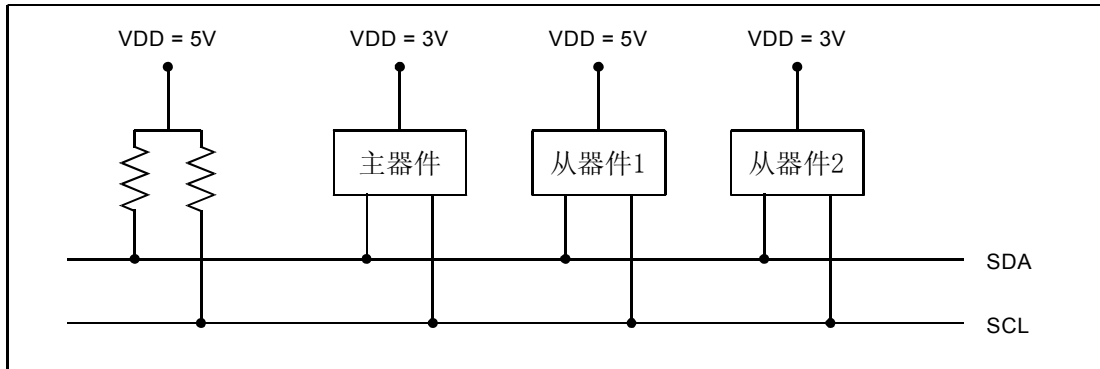 VDD = 5V
VDD = 3V
VDD = 5V
VDD = 3V
主器件
从器件1
从器件2
SDA
SCL